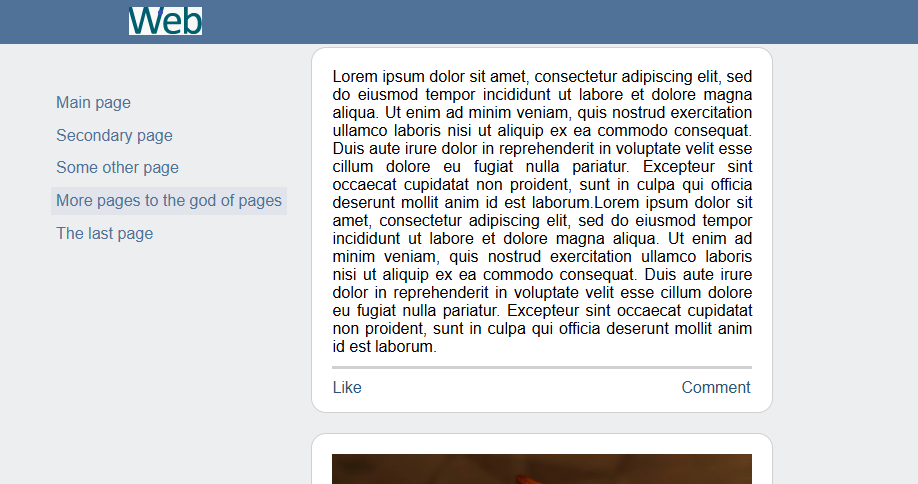 Web
Main page
Secondary page
Some other page
More pages to the god of pages
The last page
Lorem ipsum dolor sit amet, consectetur adipiscing elit, sed
do eiusmod tempor incididunt ut labore et dolore magna
aliqua. Ut enim ad minim veniam, quis nostrud exercitation
ullamco laboris nisi ut aliquip ex ea commodo consequat.
Duis aute irure dolor in reprehenderit in voluptate velit esse
cillum dolore eu fugiat nulla pariatur. Excepteur sint
occaecat cupidatat non proident, sunt in culpa qui officia
deserunt mollit anim id est laborum.Lorem ipsum dolor sit
amet, consectetur adipiscing elit, sed do eiusmod tempor
incididunt ut labore et dolore magna aliqua. Ut enim ad
minim veniam, quis nostrud exercitation ullamco laboris
nisi ut aliquip ex ea commodo consequat. Duis aute irure
dolor in reprehenderit in voluptate velit esse cillum dolore
eu fugiat nulla pariatur. Excepteur sint occaecat cupidatat
non proident, sunt in culpa qui officia deserunt mollit anim
id est laborum.
Like
Comment